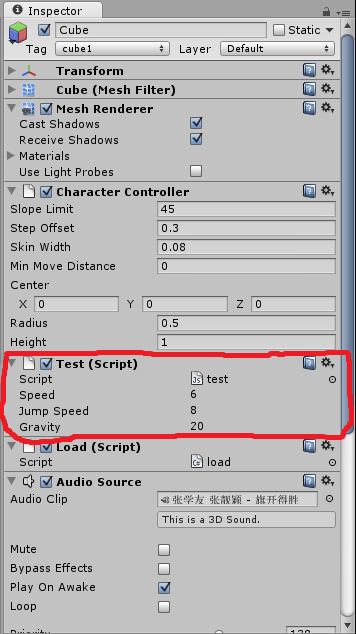 Inspector
Cube Static
Tag cube1 Layer Default
Transform
Cube (Mesh Filter)
Mesh Renderer
Cast Shadows
Receive Shadows
Materials
Use Light Probes
Character Controller
Slope Limit 45
Step Offset 0.3
Skin Width 0.08
Min Move Distance 0
Center
X 0 Y 0 Z 0
Radius 0.5
Height 1
Test (Script)
Script JS test
Speed 6
Jump Speed 8
Gravity 20
Load (Script)
Script C# load
Audio Source
Audio Clip 张学友 张靓颖 - 旗开得胜
This is a 3D Sound.
Mute
Bypass Effects
Play On Awake
Loop
Priority 128